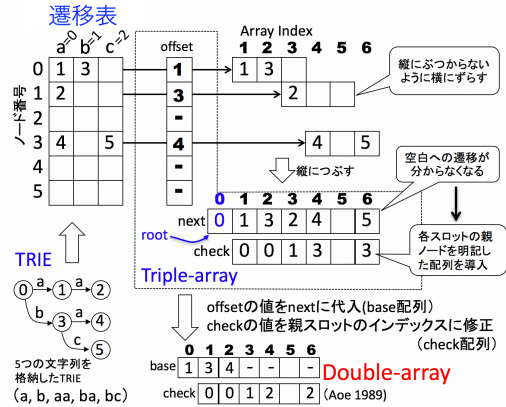 遷移表
a=0 b=1 c=2
offset
Array Index
1 2 3 4 5 6
ノード番号
0 1 3 1 1 3
1 2 3 2
2 -
3 4 5 4 4 5
4 -
5 -
縦にぶつからない
ように横にずらす
縦につぶす
空白への遷移が
分からなくなる
0 1 2 3 4 5 6
next 0 1 3 2 4 5
root
check 0 0 1 3 3
各スロットの親
ノードを明記し
た配列を導入
Triple-array
TRIE
0 a 1 a 2
b 3 a 4
c 5
5つの文字列を
格納したTRIE
(a, b, aa, ba, bc)
offsetの値をnextに代入(base配列)
checkの値を親スロットのインデックスに修正
(check配列)
0 1 2 3 4 5 6
base 1 3 4 - - -
check 0 0 1 2 2
Double-array
(Aoe 1989)